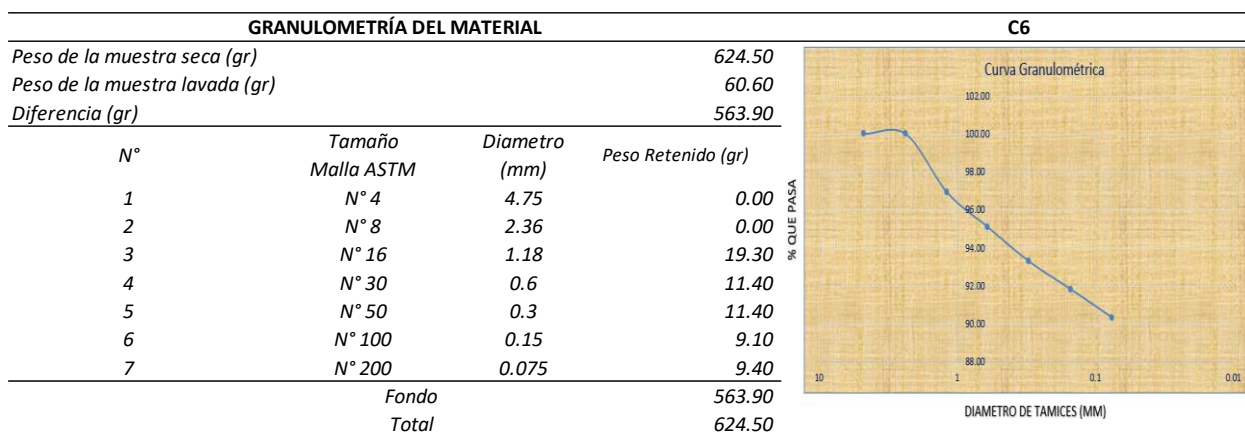 GRANULOMETRÍA DEL MATERIAL C6
Peso de la muestra seca (gr) 624.50
Peso de la muestra lavada (gr) 60.60
Diferencia (gr) 563.90
N° Tamaño Malla ASTM Diametro (mm) Peso Retenido (gr)
1 N° 4 4.75 0.00
2 N° 8 2.36 0.00
3 N° 16 1.18 19.30
4 N° 30 0.6 11.40
5 N° 50 0.3 11.40
6 N° 100 0.15 9.10
7 N° 200 0.075 9.40
Fondo 563.90
Total 624.50
Curva Granulométrica
% QUE PASA
102.00
100.00
98.00
96.00
94.00
92.00
90.00
88.00
10 1 0.1 0.01
DIAMETRO DE TAMICES (MM)